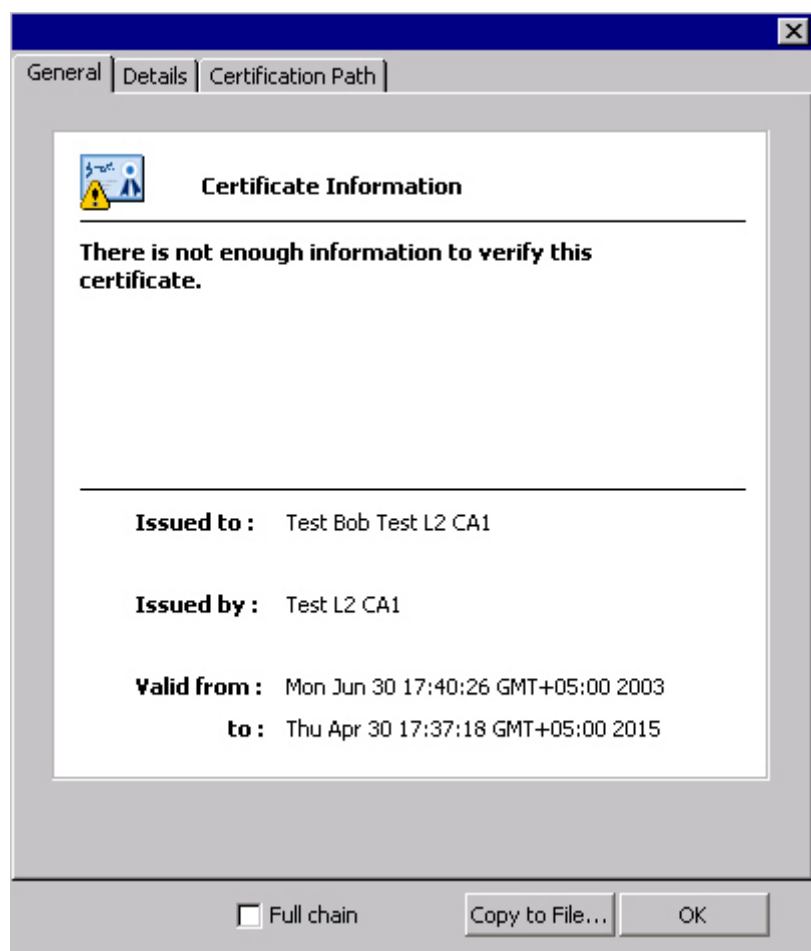 General
Details
Certification Path
Certificate Information
There is not enough information to verify this
certificate.
Issued to : Test Bob Test L2 CA1
Issued by : Test L2 CA1
Valid from : Mon Jun 30 17:40:26 GMT+05:00 2003
to : Thu Apr 30 17:37:18 GMT+05:00 2015
Full chain
Copy to File...
OK